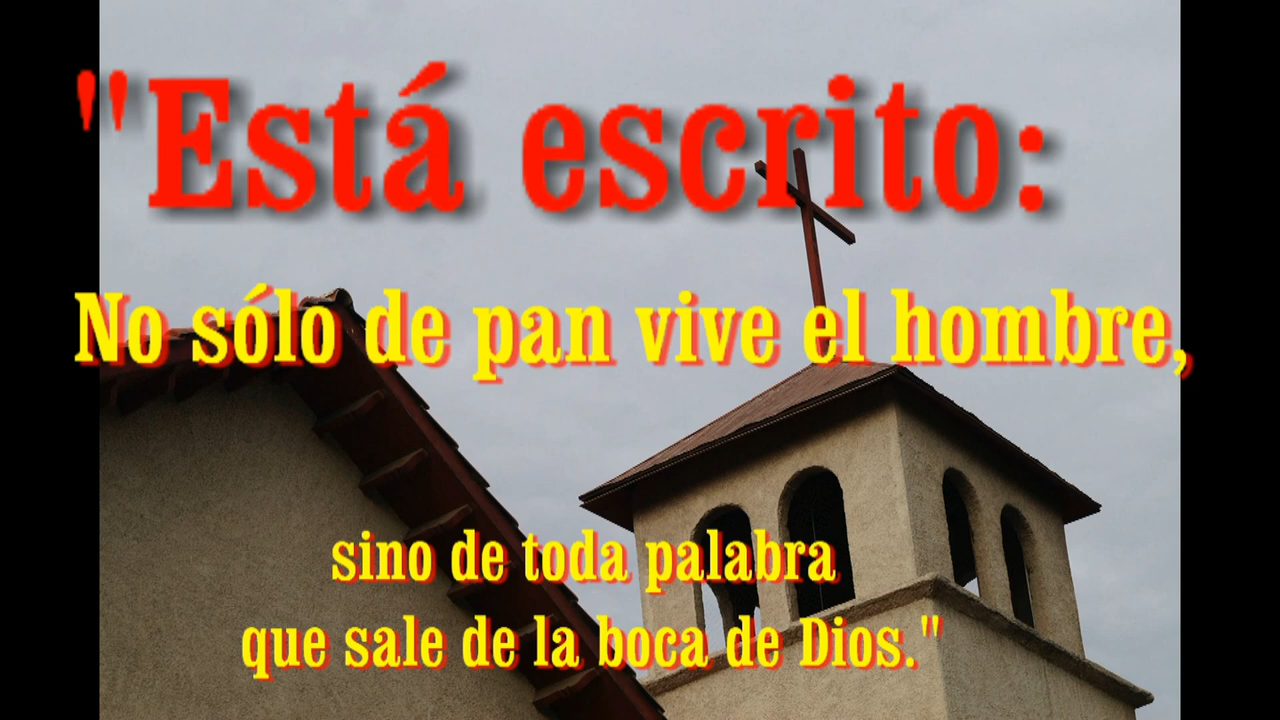 "Está escrito:
No sólo de pan vive el hombre,
sino de toda palabra
que sale de la boca de Dios."